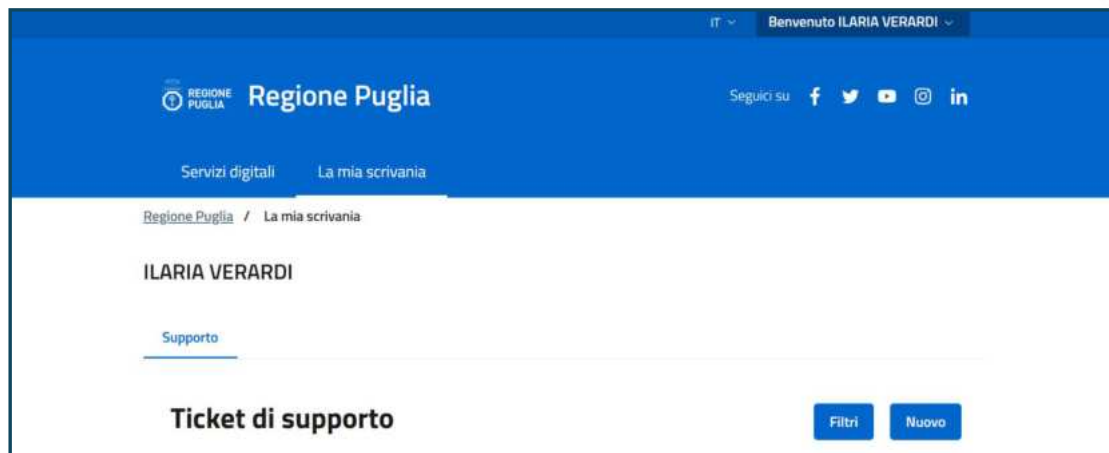 IT Benvenuto ILARIA VERARDI
REGIONE PUGLIA Regione Puglia Seguici su
Servizi digitali La mia scrivania
Regione Puglia / La mia scrivania
ILARIA VERARDI
Supporto
Ticket di supporto Filtri Nuovo